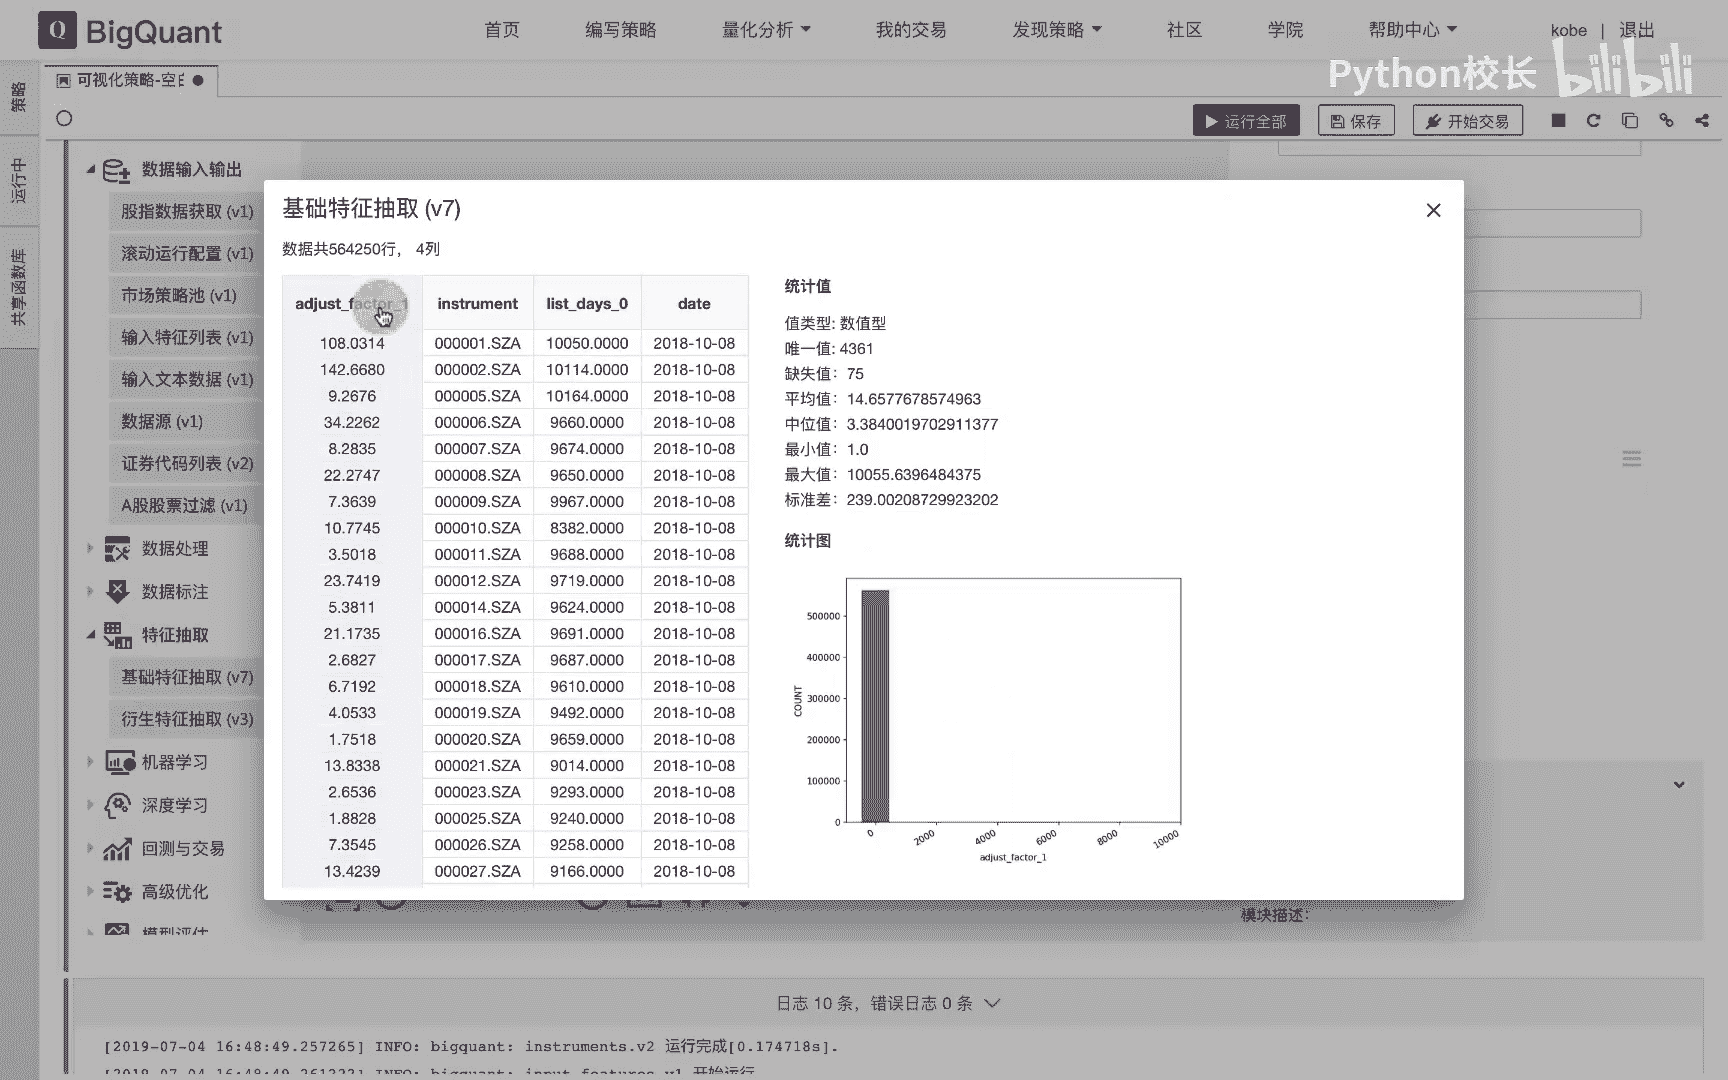 Q BigQuant
首页 编写策略 量化分析 我的交易 发现策略 社区 学院 帮助中心 kobe | 退出
Python校长 bilibili
策略
运行中
共享函数库
可视化策略-空白
运行全部 保存 开始交易
数据输入输出
股指数据获取 (v1)
滚动运行配置 (v1)
市场策略池 (v1)
输入特征列表 (v1)
输入文本数据 (v1)
数据源 (v1)
证券代码列表 (v2)
A股股票过滤 (v1)
数据处理
数据标注
特征抽取
基础特征抽取 (v7)
衍生特征抽取 (v3)
机器学习
深度学习
回测与交易
高级优化
模型评估
基础特征抽取 (v7)
数据共564250行， 4列
adjust_factor_1 instrument list_days_0 date
108.0314 000001.SZA 10050.0000 2018-10-08
142.6680 000002.SZA 10114.0000 2018-10-08
9.2676 000005.SZA 10164.0000 2018-10-08
34.2262 000006.SZA 9660.0000 2018-10-08
8.2835 000007.SZA 9674.0000 2018-10-08
22.2747 000008.SZA 9650.0000 2018-10-08
7.3639 000009.SZA 9967.0000 2018-10-08
10.7745 000010.SZA 8382.0000 2018-10-08
3.5018 000011.SZA 9688.0000 2018-10-08
23.7419 000012.SZA 9719.0000 2018-10-08
5.3811 000014.SZA 9624.0000 2018-10-08
21.1735 000016.SZA 9691.0000 2018-10-08
2.6827 000017.SZA 9687.0000 2018-10-08
6.7192 000018.SZA 9610.0000 2018-10-08
4.0533 000019.SZA 9492.0000 2018-10-08
1.7518 000020.SZA 9659.0000 2018-10-08
13.8338 000021.SZA 9014.0000 2018-10-08
2.6536 000023.SZA 9293.0000 2018-10-08
1.8828 000025.SZA 9240.0000 2018-10-08
7.3545 000026.SZA 9258.0000 2018-10-08
13.4239 000027.SZA 9166.0000 2018-10-08
统计值
值类型: 数值型
唯一值: 4361
缺失值: 75
平均值: 14.6577678574963
中位值: 3.3840019702911377
最小值: 1.0
最大值: 10055.6396484375
标准差: 239.00208729923202
统计图
COUNT
500000
400000
300000
200000
100000
0
0 2000 4000 6000 8000 10000
adjust_factor_1
模块描述:
日志 10 条，错误日志 0 条
[2019-07-04 16:48:49.257265] INFO: bigquant: instruments.v2 运行完成[0.174718s].
[2019-07-04 16:48:49.261222] INFO: bigquant: input_features.v1 开始运行